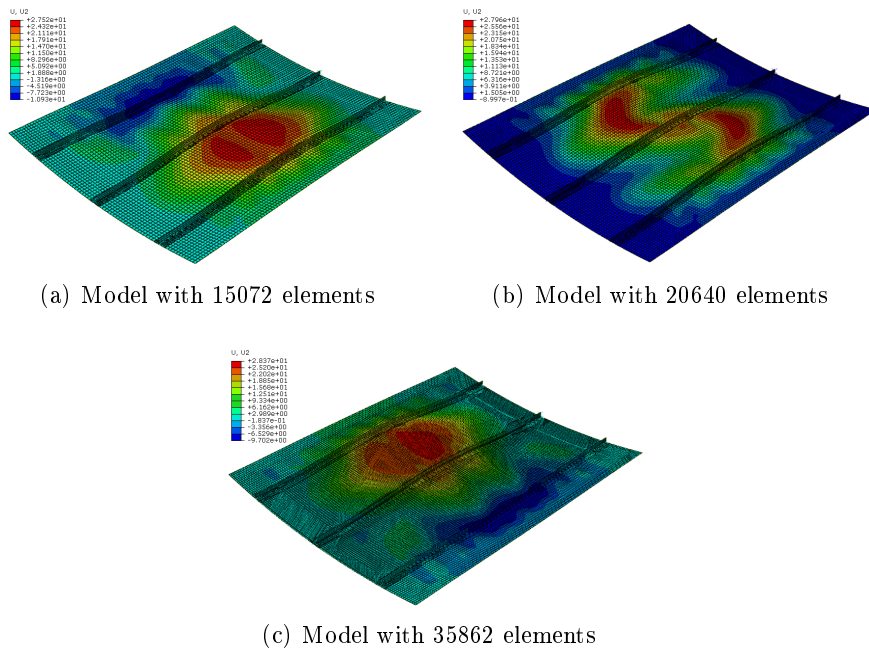 U, U2
+2.752e+01
+2.432e+01
+2.111e+01
+1.791e+01
+1.470e+01
+1.150e+01
+8.296e+00
+5.092e+00
+1.888e+00
-1.316e+00
-4.519e+00
-7.723e+00
-1.093e+01
U, U2
+2.796e+01
+2.556e+01
+2.315e+01
+2.075e+01
+1.834e+01
+1.594e+01
+1.353e+01
+1.113e+01
+8.721e+00
+6.316e+00
+3.911e+00
+1.505e+00
-8.997e-01
(a) Model with 15072 elements
(b) Model with 20640 elements
U, U2
+2.837e+01
+2.520e+01
+2.202e+01
+1.885e+01
+1.568e+01
+1.251e+01
+9.334e+00
+6.162e+00
+2.989e+00
-1.837e-01
-3.356e+00
-6.529e+00
-9.702e+00
(c) Model with 35862 elements